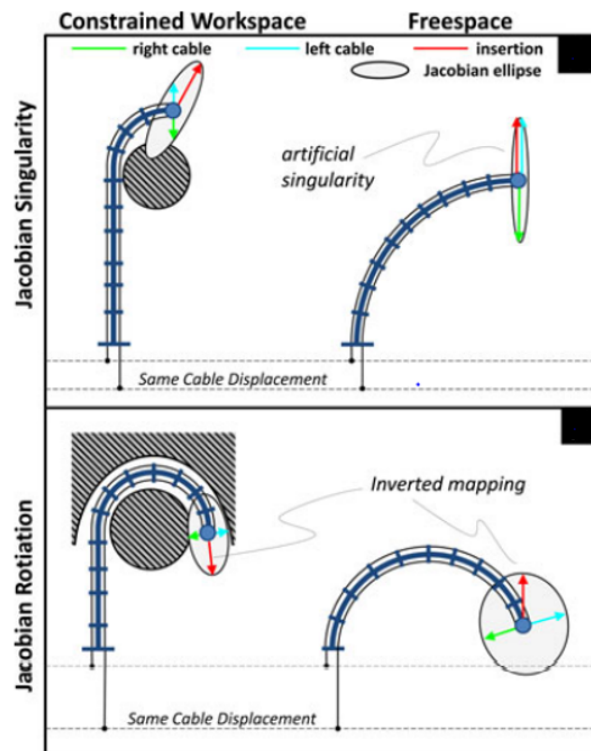 Constrained Workspace
Freespace
right cable
left cable
insertion
Jacobian ellipse
Jacobian Singularity
artificial
singularity
Same Cable Displacement
Jacobian Rotiation
Inverted mapping
Same Cable Displacement